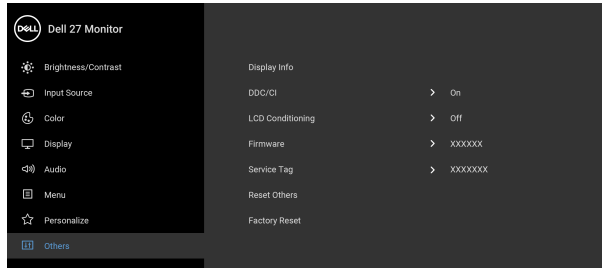 DELL Dell 27 Monitor
Brightness/Contrast
Input Source
Color
Display
Audio
Menu
Personalize
Others
Display Info
DDC/CI > On
LCD Conditioning > Off
Firmware > XXXXXX
Service Tag > XXXXXXX
Reset Others
Factory Reset